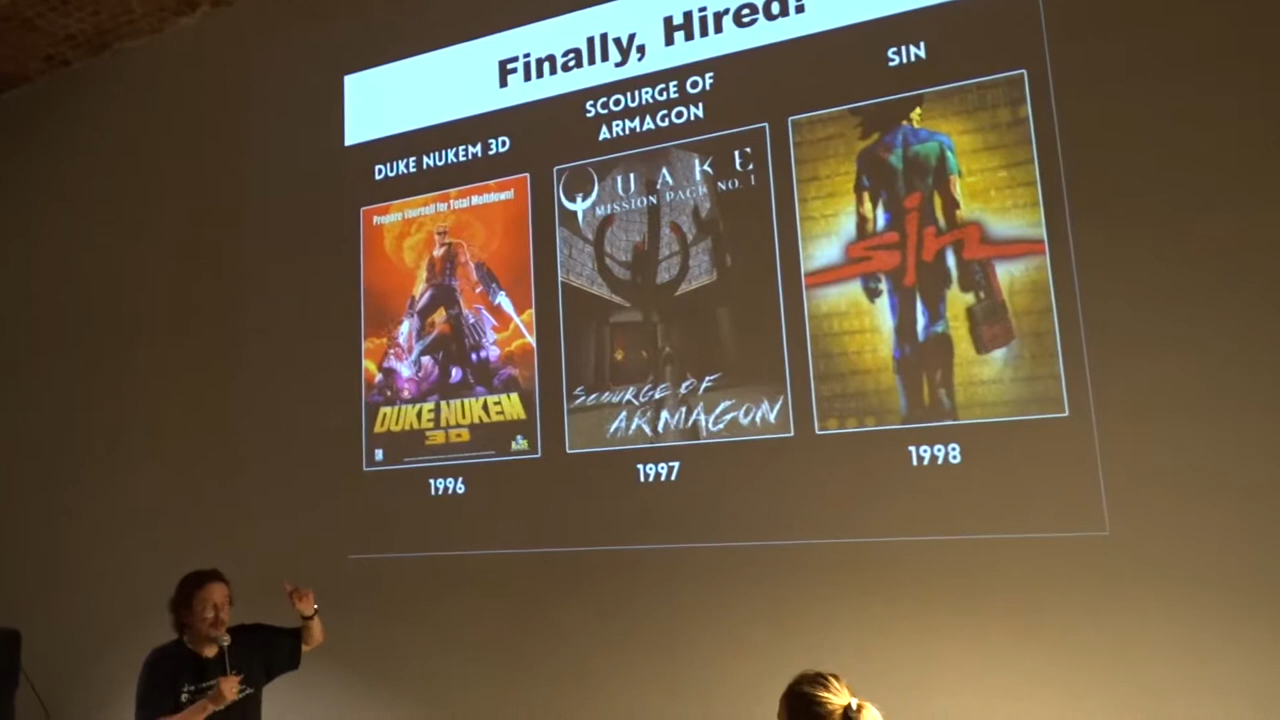 Finally, Hired!
DUKE NUKEM 3D
SCOURGE OF
ARMAGON
SIN
Prepare Yourself for Total Meltdown!
DUKE NUKEM
3D
QUAKE
MISSION PACK NO. 1
SCOURGE OF
ARMAGON
sin
1996
1997
1998